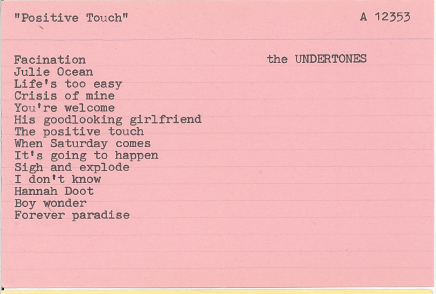 "Positive Touch" A 12353
Facination the UNDERTONES
Julie Ocean
Life's too easy
Crisis of mine
You're welcome
His goodlooking girlfriend
The positive touch
When Saturday comes
It's going to happen
Sigh and explode
I don't know
Hannah Doot
Boy wonder
Forever paradise